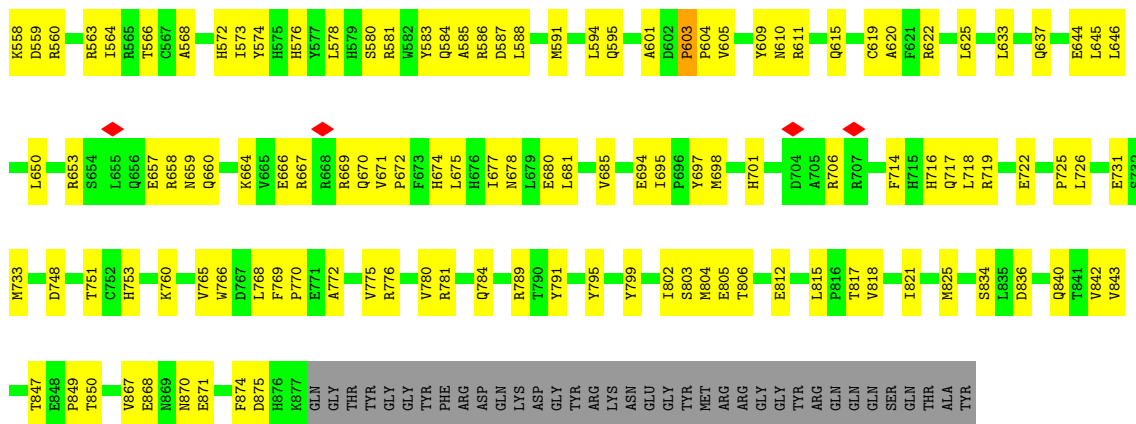 K558 D559 R560 R563 I564 R565 T566 C567 A568 H572 I573 Y574 H575 H576 Y577 L578 H579 S580 R581 W582 Y583 Q584 A585 R586 D587 L588 M591 L594 Q595 A601 D602 P603 P604 V605 Y609 N610 R611 Q615 C619 A620 F621 R622 L625 L633 Q637 E644 L645 L646
L650 R653 S654 L655 Q656 E657 R658 N659 Q660 K664 V665 E666 R667 R668 R669 Q670 V671 P672 F673 H674 L675 H676 I677 N678 L679 E680 L681 V685 E694 I695 P696 Y697 M698 H701 D704 A705 R706 R707 F714 H715 H716 Q717 L718 R719 E722 P725 L726 E731 S732
M733 D748 T751 C752 H753 K760 V765 W766 D767 L768 F769 P770 E771 A772 V775 R776 V780 R781 Q784 R789 T790 Y791 Y795 Y799 I802 S803 M804 E805 T806 E812 L815 P816 T817 V818 I821 M825 S834 L835 D836 Q840 T841 V842 V843
T847 E848 P849 T850 V867 E868 N869 N870 E871 F874 D875 H876 K877 GLN GLY THR TYR GLY GLY TYR PHE ARG ASP GLN LYS ASP GLY TYR ARG LYS ASN GLU GLY TYR MET ARG ARG GLY GLY TYR ARG GLN GLN GLN SER GLN THR ALA TYR